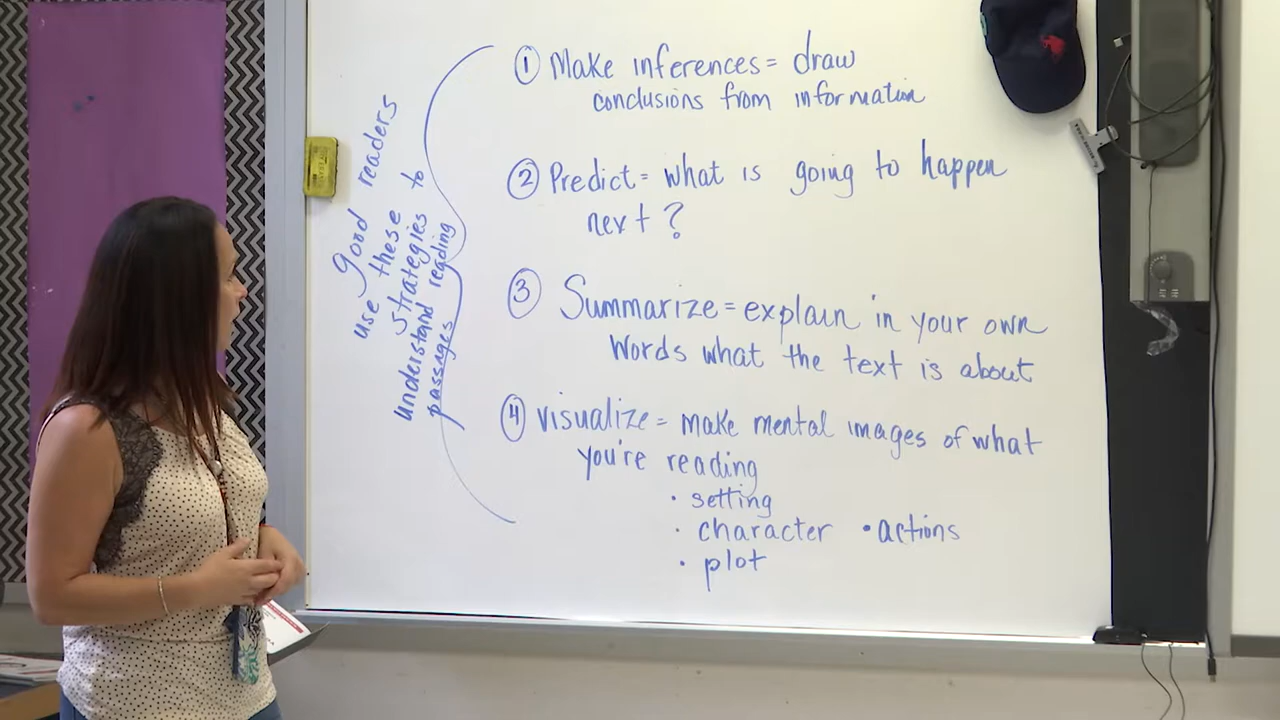 good readers
use these
strategies to
understand reading
passages
① Make inferences = draw
conclusions from information
② Predict = what is going to happen
next?
③ Summarize = explain in your own
words what the text is about
④ visualize = make mental images of what
you're reading
• setting
• character • actions
• plot